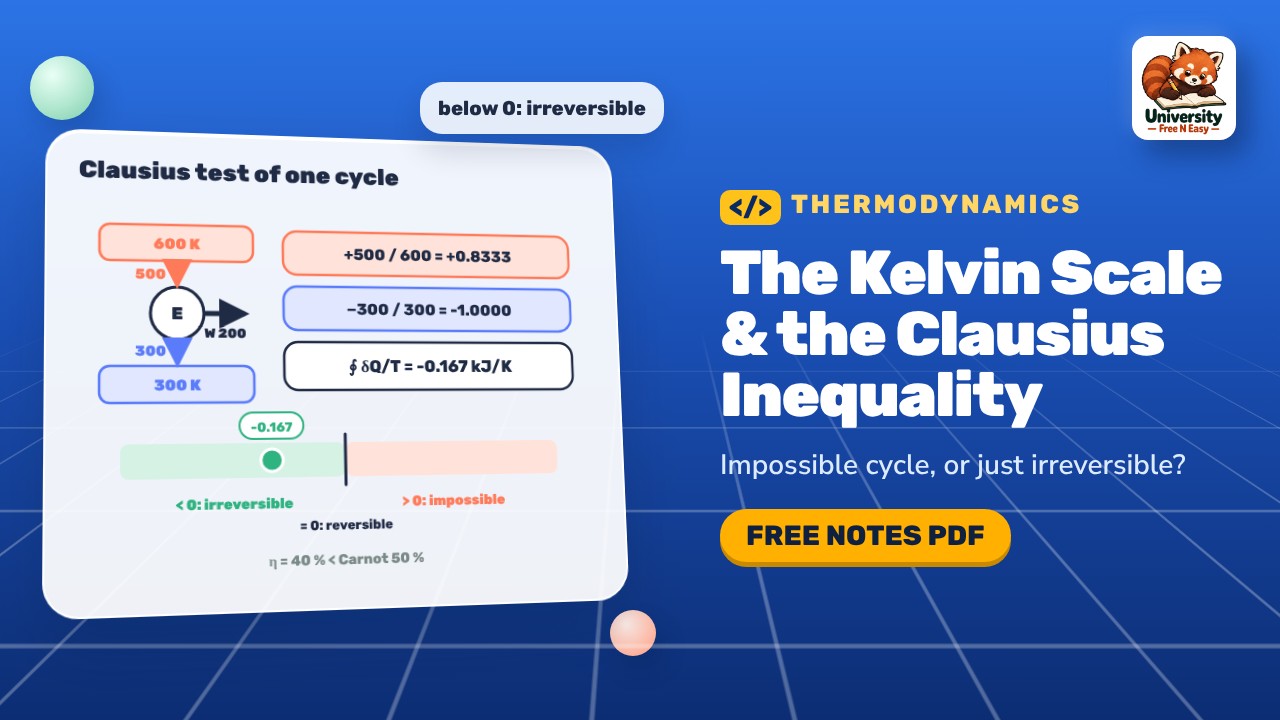 below 0: irreversible
Clausius test of one cycle
600 K
500
E
W 200
300
300 K
+500 / 600 = +0.8333
−300 / 300 = -1.0000
∮ δQ/T = -0.167 kJ/K
-0.167
< 0: irreversible
> 0: impossible
= 0: reversible
η = 40 % < Carnot 50 %
University
Free N Easy
</> THERMODYNAMICS
The Kelvin Scale
& the Clausius
Inequality
Impossible cycle, or just irreversible?
FREE NOTES PDF